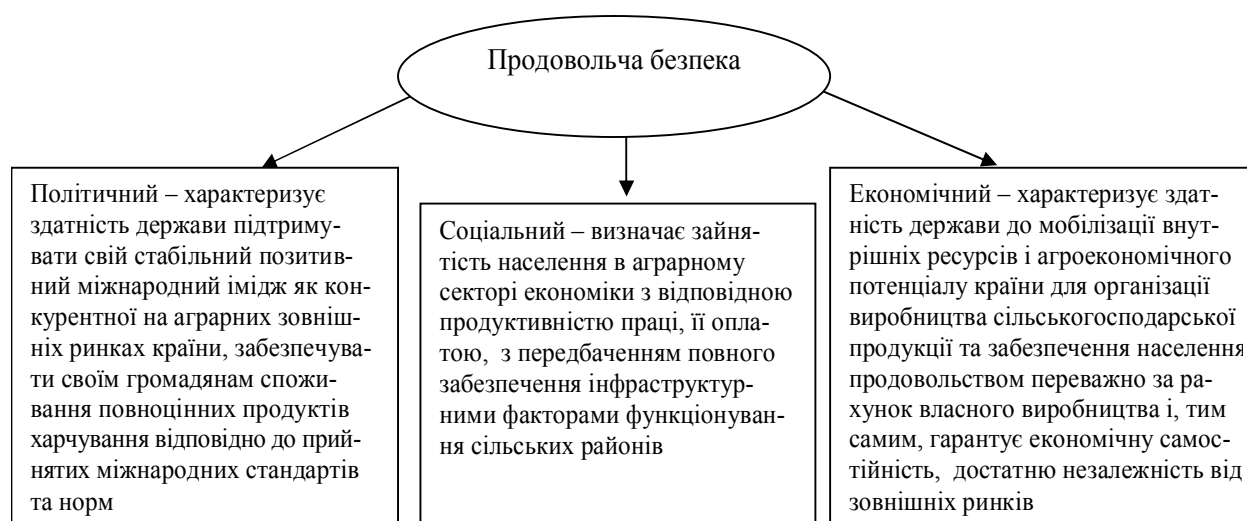 Продовольча безпека
Політичний – характеризує
здатність держави підтриму-
вати свій стабільний позитив-
ний міжнародний імідж як кон-
курентної на аграрних зовніш-
ніх ринках країни, забезпечува-
ти своїм громадянам спожи-
вання повноцінних продуктів
харчування відповідно до прий-
нятих міжнародних стандартів
та норм
Соціальний – визначає зайня-
тість населення в аграрному
секторі економіки з відповідною
продуктивністю праці, її опла-
тою, з передбаченням повного
забезпечення інфраструктур-
ними факторами функціонуван-
ня сільських районів
Економічний – характеризує здат-
ність держави до мобілізації внут-
рішніх ресурсів і агроекономічного
потенціалу країни для організації
виробництва сільськогосподарської
продукції та забезпечення населення
продовольством переважно за ра-
хунок власного виробництва і, тим
самим, гарантує економічну самос-
тійність, достатню незалежність від
зовнішніх ринків